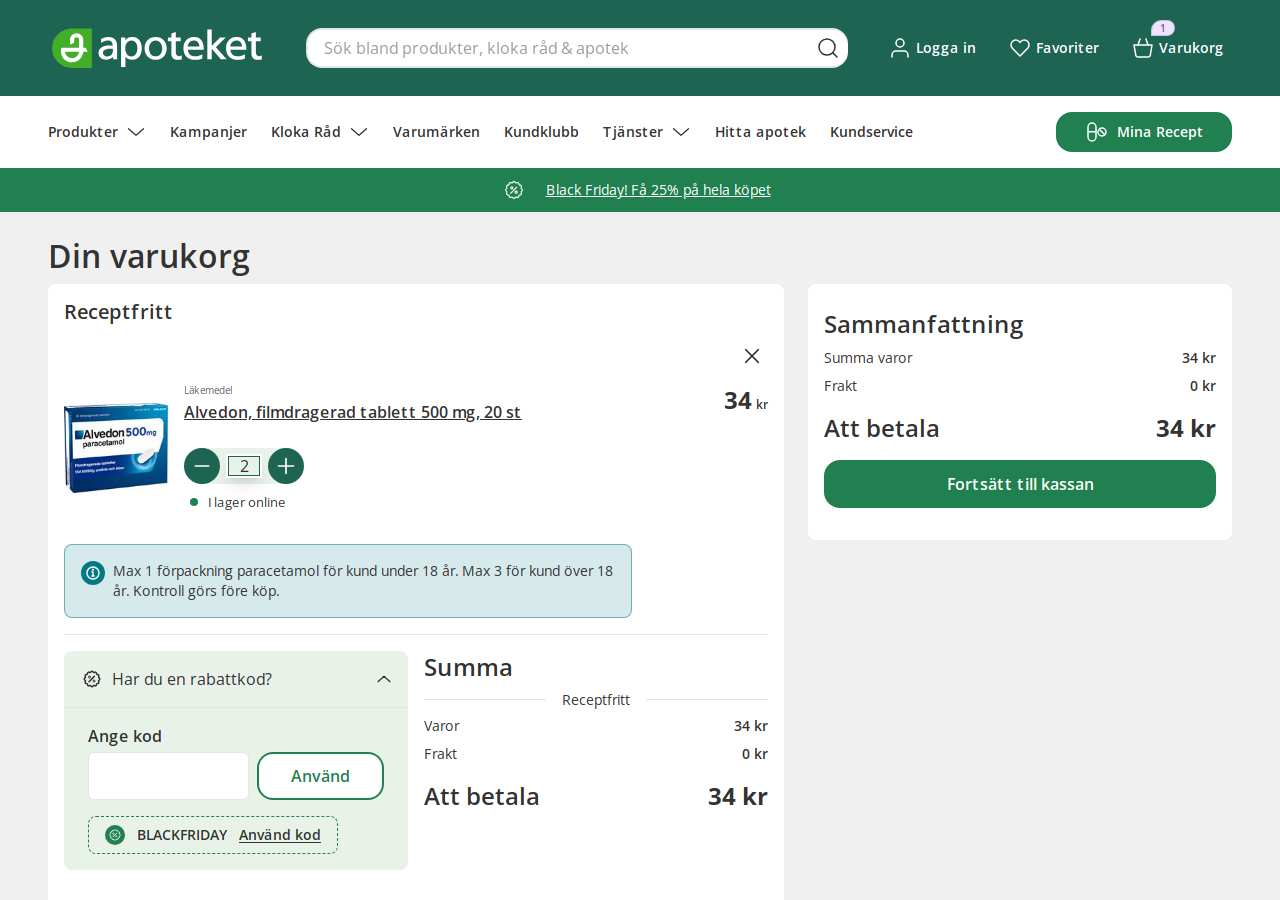 apoteket
Sök bland produkter, kloka råd & apotek
Logga in
Favoriter
1
Varukorg
Produkter
Kampanjer
Kloka Råd
Varumärken
Kundklubb
Tjänster
Hitta apotek
Kundservice
Mina Recept
Black Friday! Få 25% på hela köpet
Din varukorg
Receptfritt
Läkemedel
Alvedon, filmdragerad tablett 500 mg, 20 st
34 kr
Alvedon 500mg
paracetamol
2
I lager online
Max 1 förpackning paracetamol för kund under 18 år. Max 3 för kund över 18
år. Kontroll görs före köp.
Har du en rabattkod?
Ange kod
Använd
BLACKFRIDAY Använd kod
Summa
Receptfritt
Varor 34 kr
Frakt 0 kr
Att betala 34 kr
Sammanfattning
Summa varor 34 kr
Frakt 0 kr
Att betala 34 kr
Fortsätt till kassan